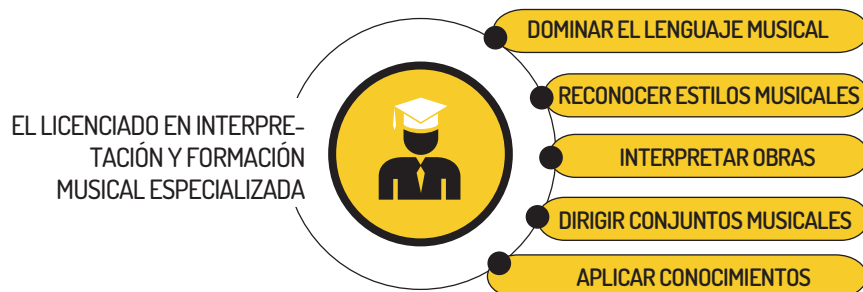 EL LICENCIADO EN INTERPRE-
TACIÓN Y FORMACIÓN
MUSICAL ESPECIALIZADA
DOMINAR EL LENGUAJE MUSICAL
RECONOCER ESTILOS MUSICALES
INTERPRETAR OBRAS
DIRIGIR CONJUNTOS MUSICALES
APLICAR CONOCIMIENTOS